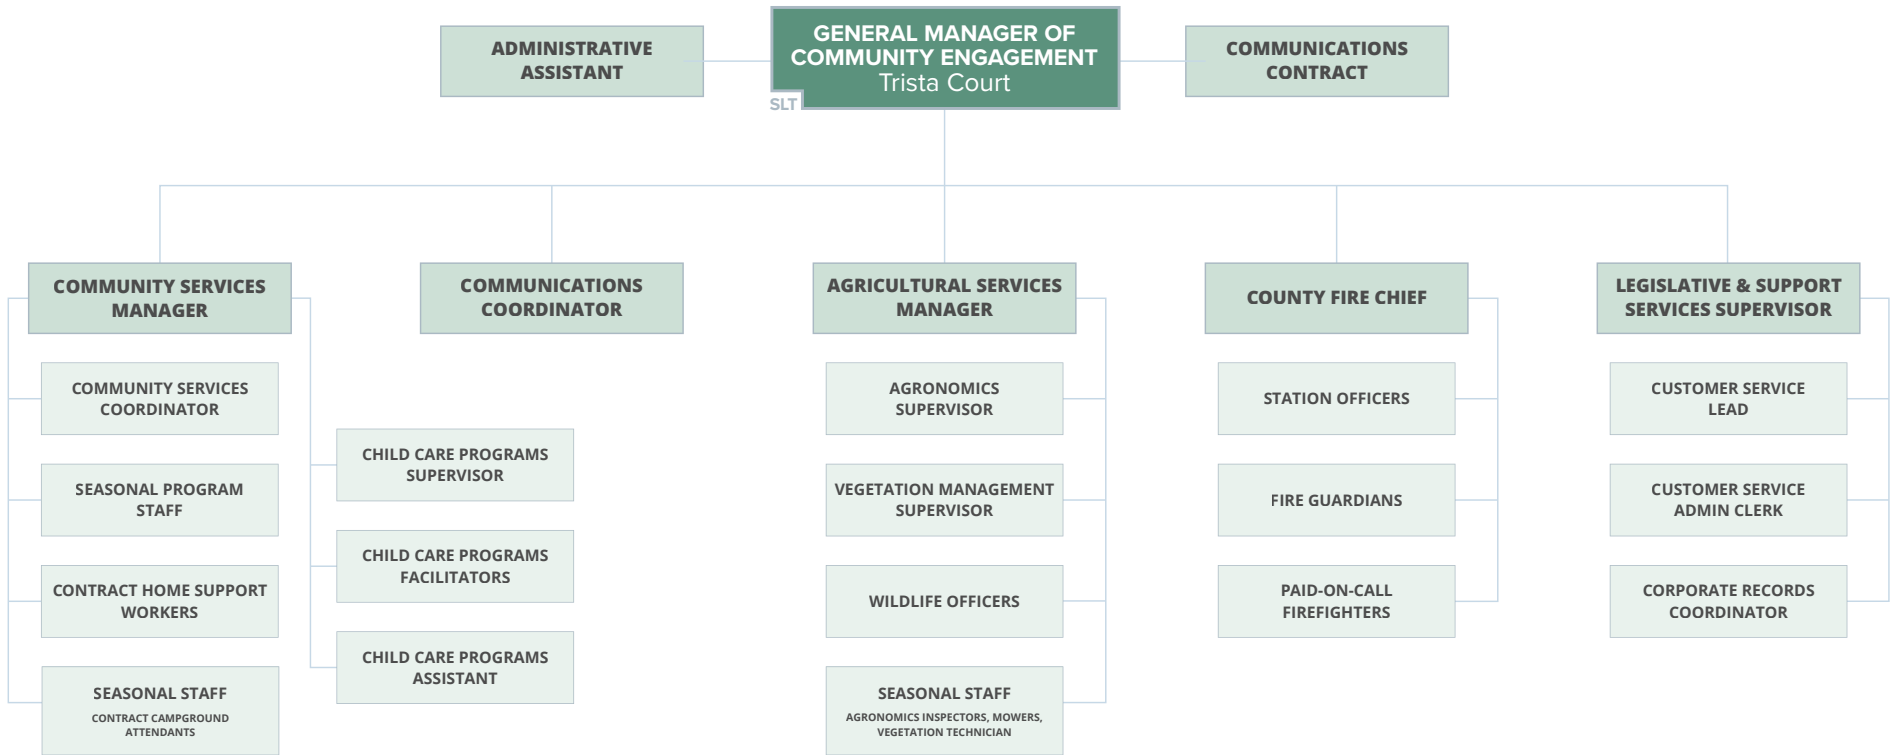 ADMINISTRATIVE
ASSISTANT
GENERAL MANAGER OF
COMMUNITY ENGAGEMENT
Trista Court
SLT
COMMUNICATIONS
CONTRACT
COMMUNITY SERVICES
MANAGER
COMMUNITY SERVICES
COORDINATOR
SEASONAL PROGRAM
STAFF
CONTRACT HOME SUPPORT
WORKERS
SEASONAL STAFF
CONTRACT CAMPGROUND
ATTENDANTS
CHILD CARE PROGRAMS
SUPERVISOR
CHILD CARE PROGRAMS
FACILITATORS
CHILD CARE PROGRAMS
ASSISTANT
COMMUNICATIONS
COORDINATOR
AGRICULTURAL SERVICES
MANAGER
AGRONOMICS
SUPERVISOR
VEGETATION MANAGEMENT
SUPERVISOR
WILDLIFE OFFICERS
SEASONAL STAFF
AGRONOMICS INSPECTORS, MOWERS,
VEGETATION TECHNICIAN
COUNTY FIRE CHIEF
STATION OFFICERS
FIRE GUARDIANS
PAID-ON-CALL
FIREFIGHTERS
LEGISLATIVE & SUPPORT
SERVICES SUPERVISOR
CUSTOMER SERVICE
LEAD
CUSTOMER SERVICE
ADMIN CLERK
CORPORATE RECORDS
COORDINATOR